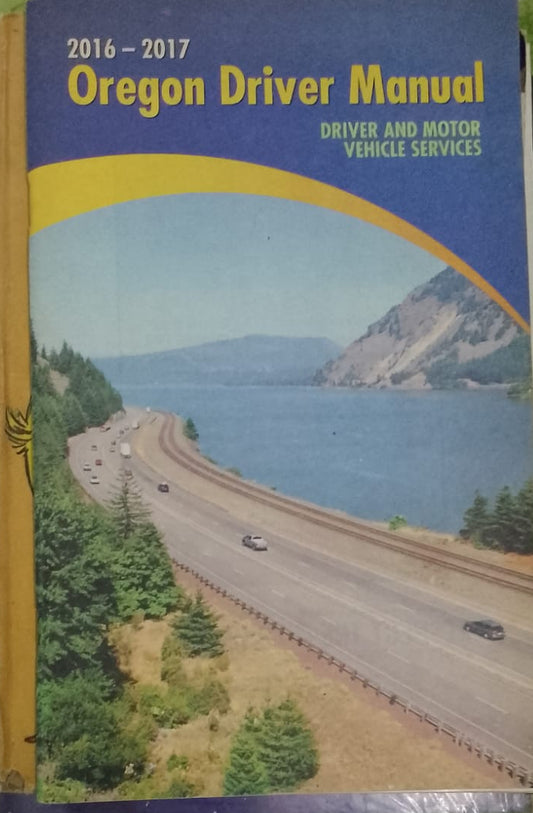 2016 – 2017
Oregon Driver Manual
DRIVER AND MOTOR
VEHICLE SERVICES